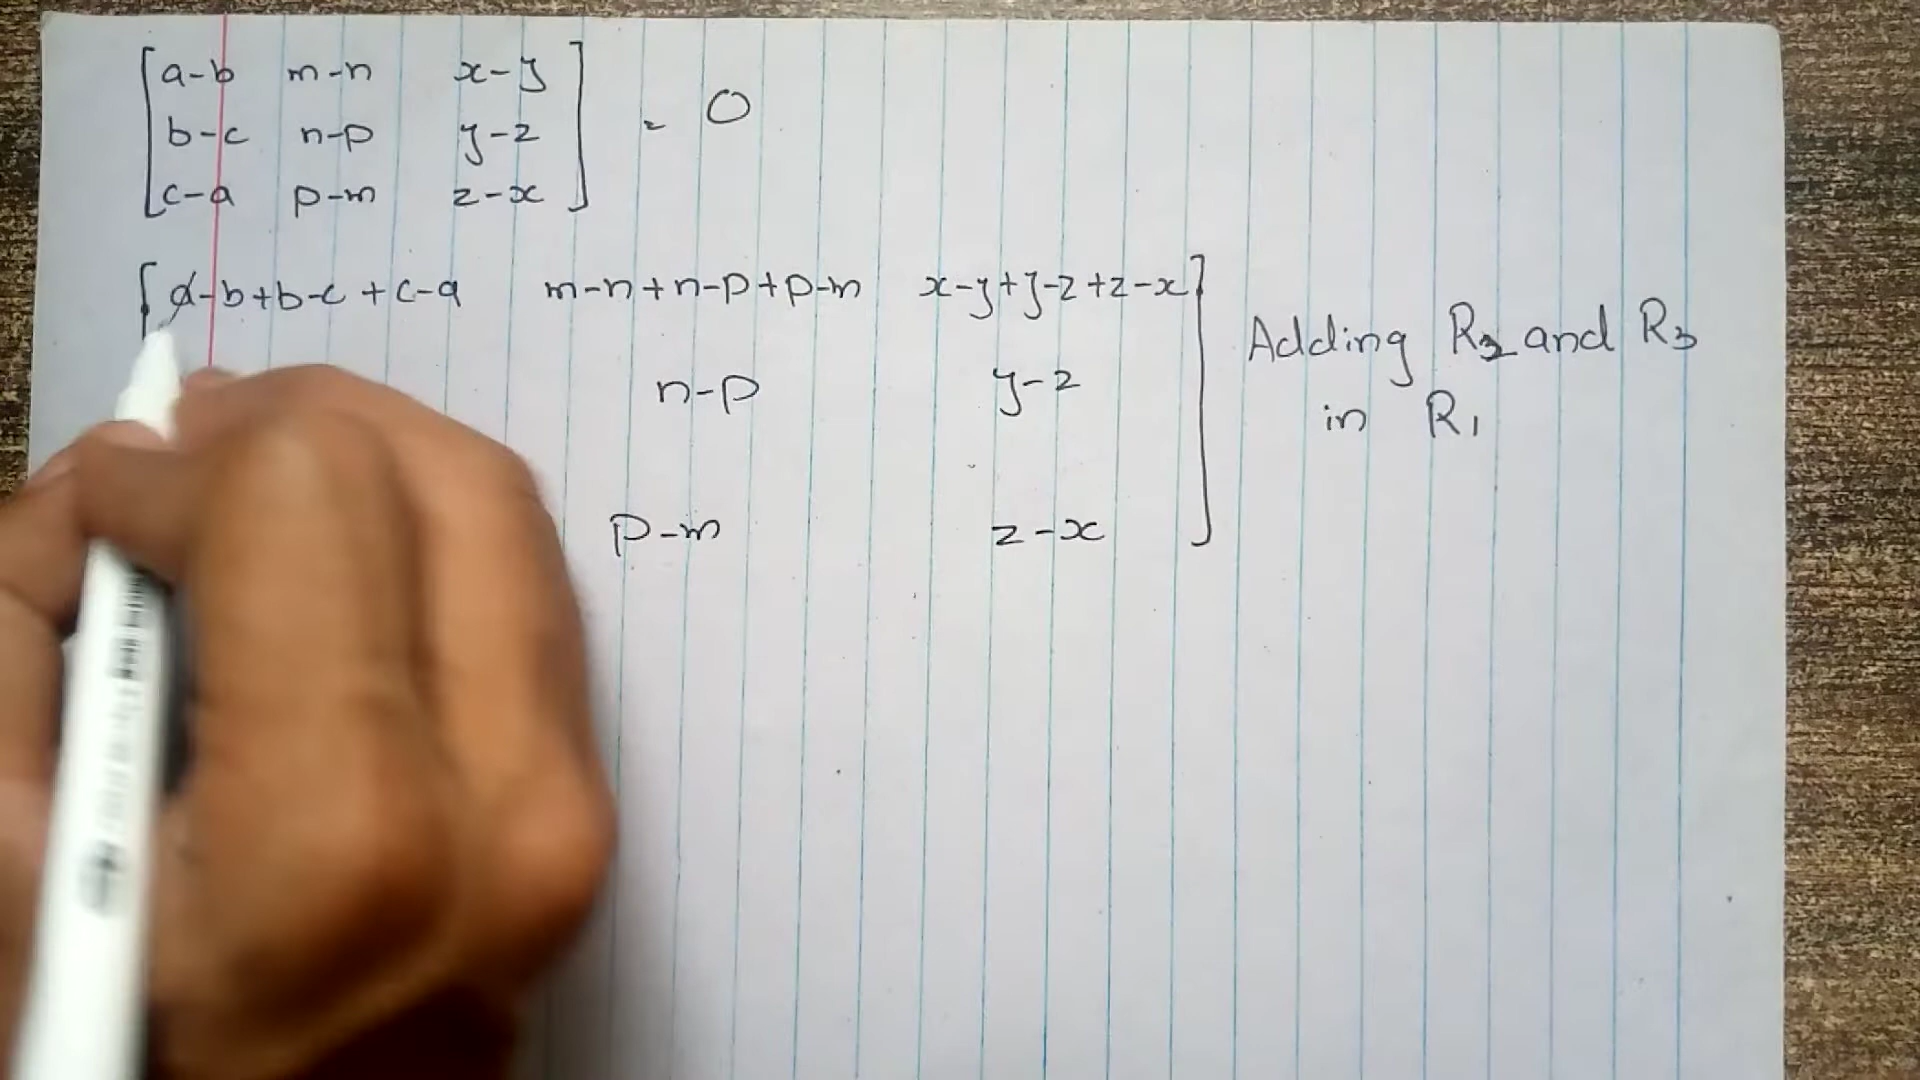 a-b m-n x-y
b-c n-p y-z = 0
c-a p-m z-x
a-b+b-c+c-a m-n+n-p+p-m x-y+y-z+z-x
Adding R2 and R3
n-p y-z
in R1
p-m z-x